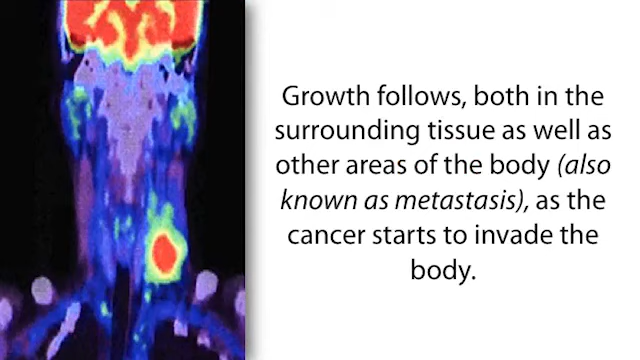 Growth follows, both in the
surrounding tissue as well as
other areas of the body (also
known as metastasis), as the
cancer starts to invade the
body.